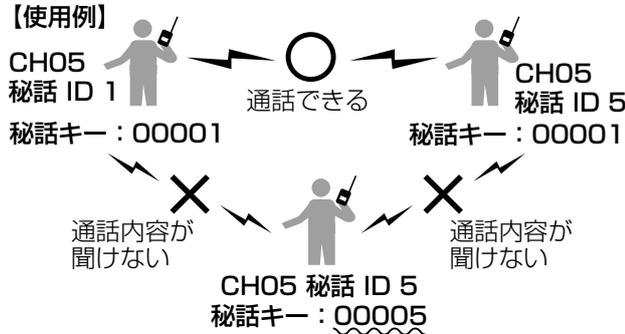 【使用例】
CH05
秘話 ID 1
秘話キー：00001
通話できる
CH05
秘話 ID 5
秘話キー：00001
通話内容が
聞けない
通話内容が
聞けない
CH05 秘話 ID 5
秘話キー：00005